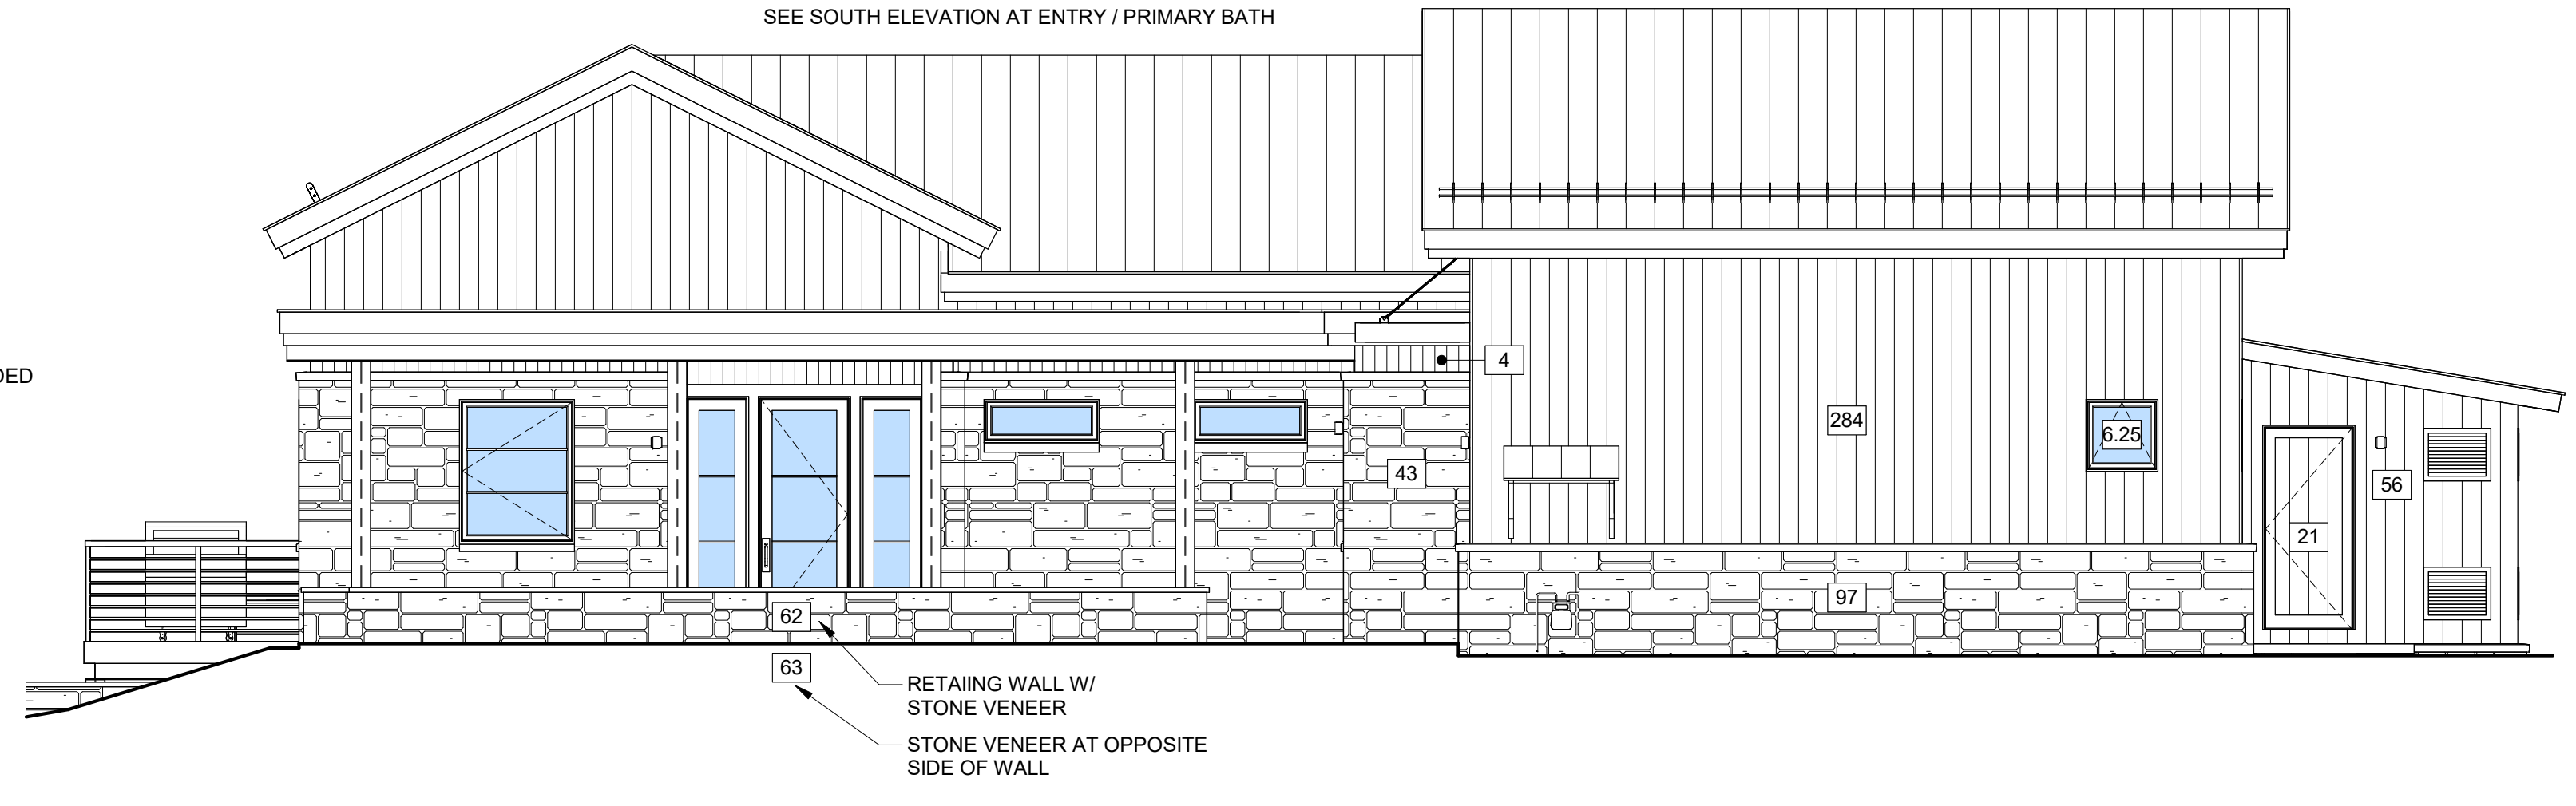 SEE SOUTH ELEVATION AT ENTRY / PRIMARY BATH
4
DED
284
6.25
43
56
21
97
62
63
RETAIING WALL W/
STONE VENEER
STONE VENEER AT OPPOSITE
SIDE OF WALL